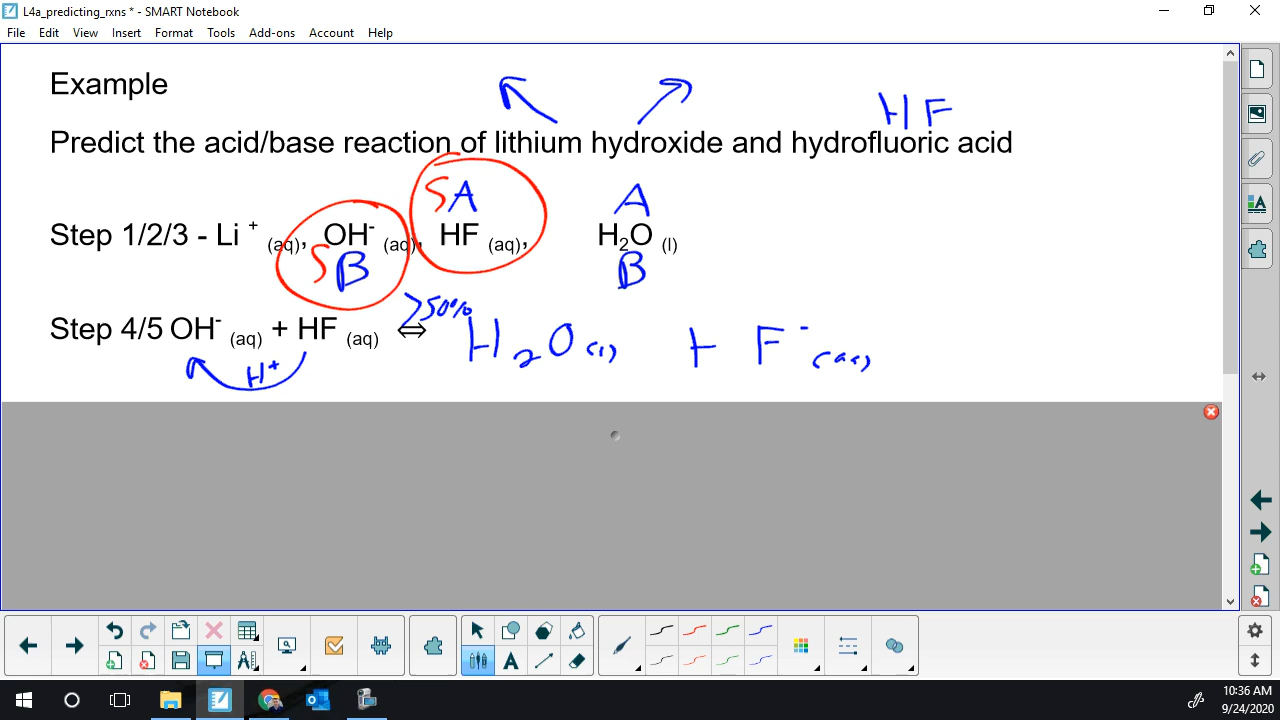 L4a_predicting_rxns * - SMART Notebook
File Edit View Insert Format Tools Add-ons Account Help
Example
HF
Predict the acid/base reaction of lithium hydroxide and hydrofluoric acid
SA A
Step 1/2/3 - Li + (aq), OH- (aq), HF (aq), H2O (l)
SB B
>50%
Step 4/5 OH- (aq) + HF (aq) ⇔ H2O(l) + F-(aq)
H+
A
A
10:36 AM
9/24/2020